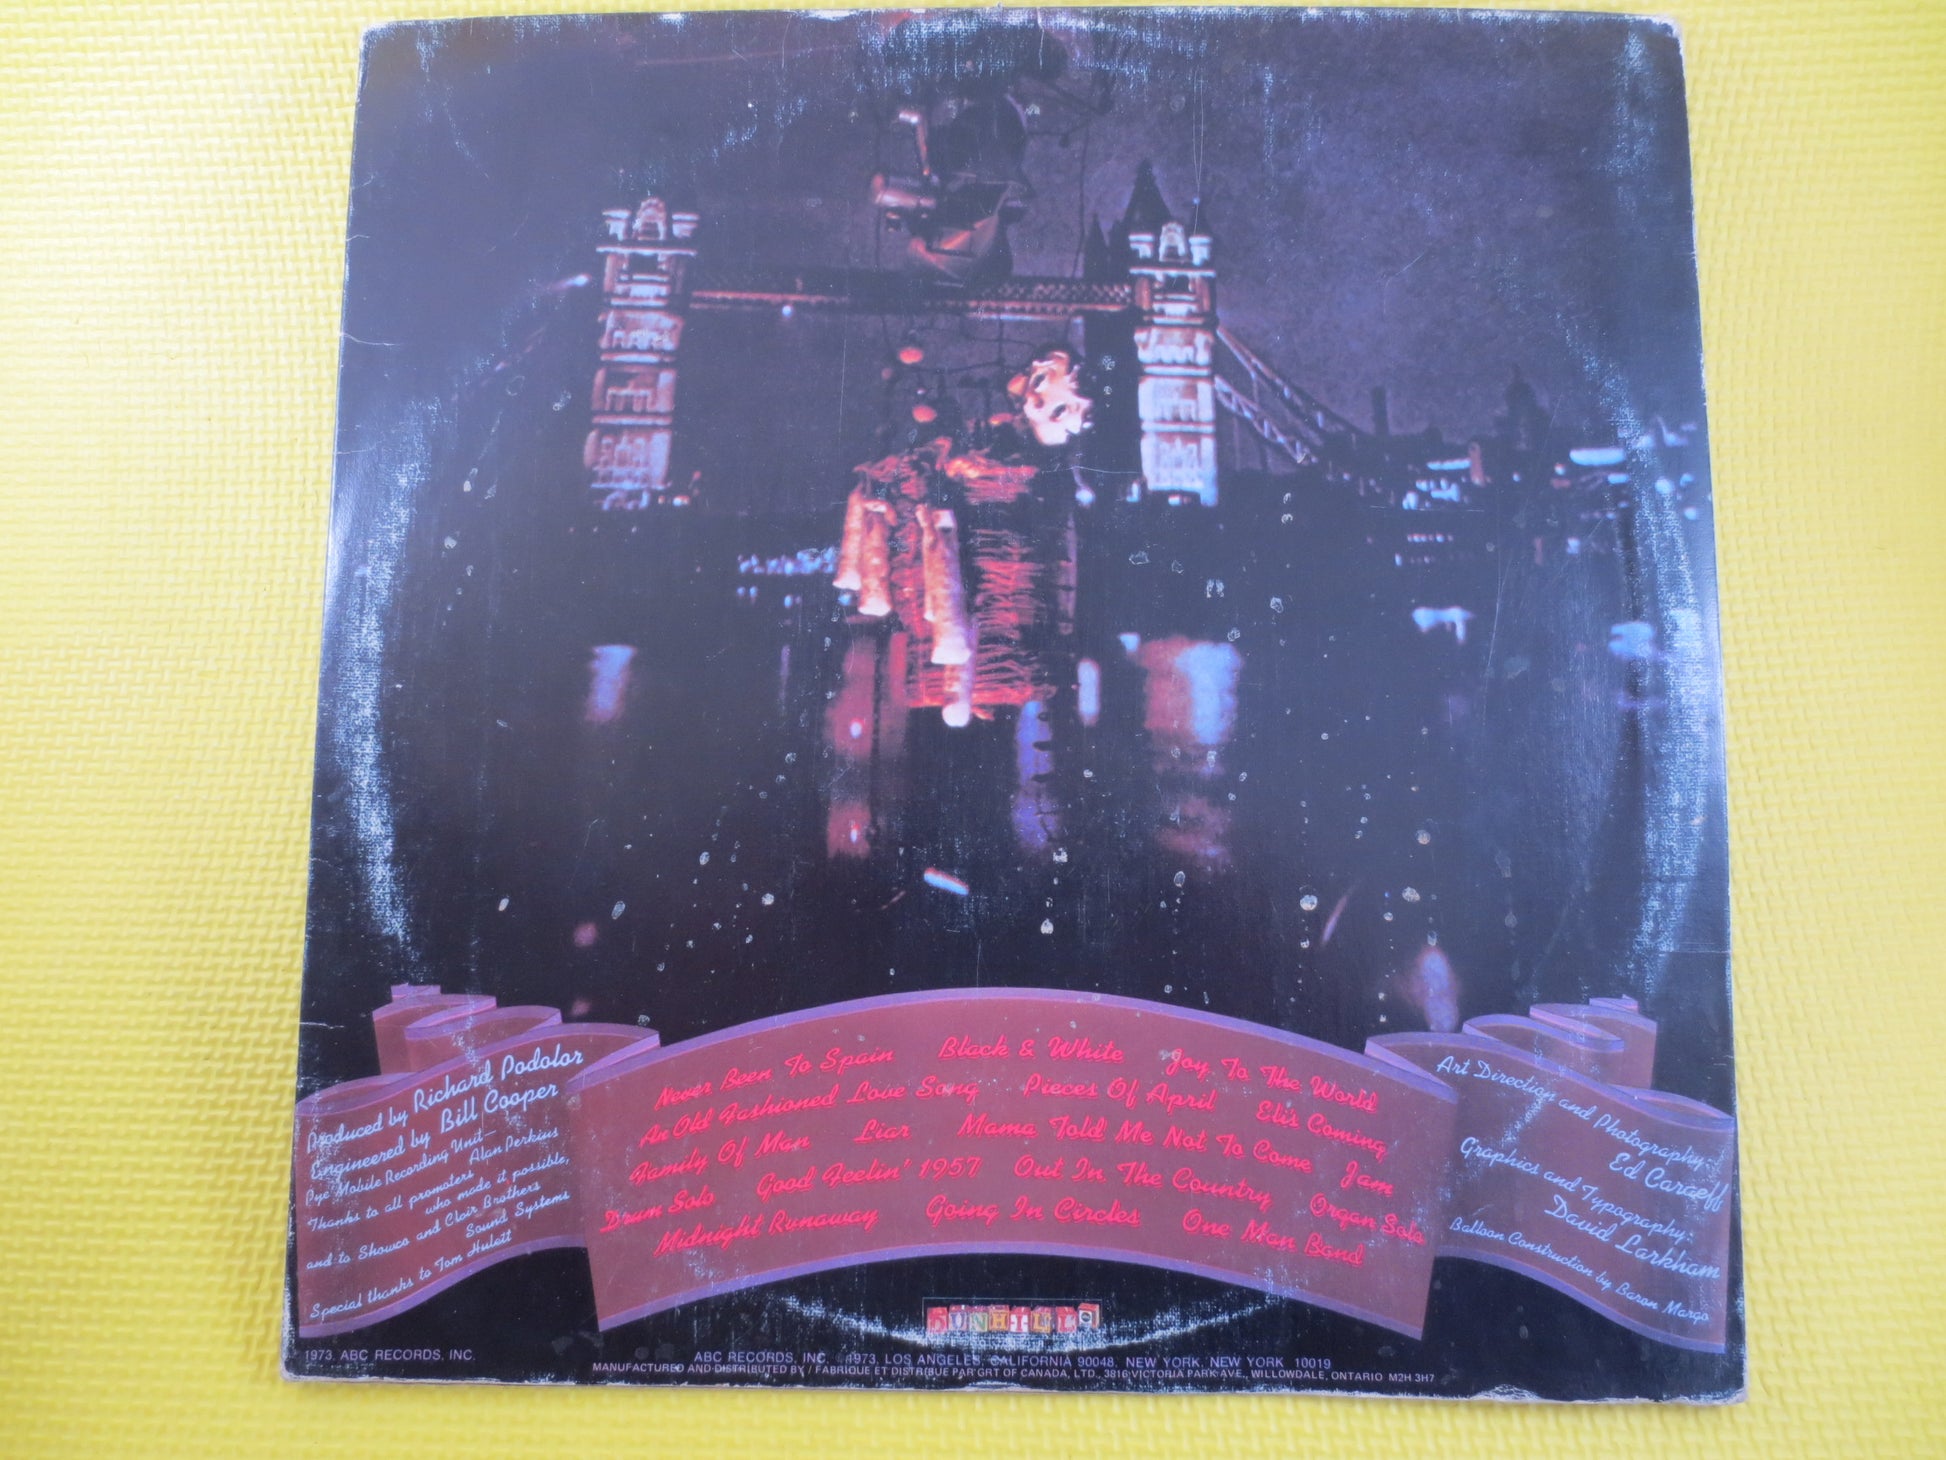 Produced by Richard Podolor
Engineered by Bill Cooper
Pye Mobile Recording Unit—
Alan Perkins
Thanks to all promoters
who made it possible,
and to Showco and Clair Brothers
Sound Systems
Special thanks to Tom Hulett
Never Been To Spain Black & White Joy To The World
An Old Fashioned Love Song Pieces Of April Eli's Coming
Family Of Man Liar Mama Told Me Not To Come Jam
Drum Solo Good Feelin' 1957 Out In The Country Organ Solo
Midnight Runaway Going In Circles One Man Band
Art Direction and Photography:
Ed Caraeff
Graphics and Typography:
David Larkham
Balloon Construction by Baron Margo
DUNHILL
1973, ABC RECORDS, INC.
ABC RECORDS, INC. ©1973, LOS ANGELES, CALIFORNIA 90048, NEW YORK, NEW YORK 10019
MANUFACTURED AND DISTRIBUTED BY / FABRIQUE ET DISTRIBUE PAR GRT OF CANADA, LTD., 3816 VICTORIA PARK AVE., WILLOWDALE, ONTARIO M2H 3H7